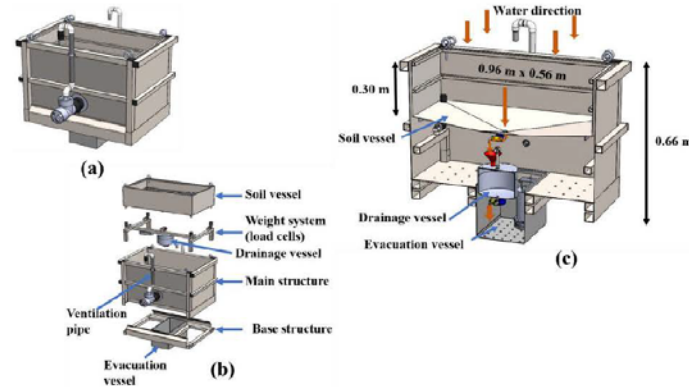 (a)
Soil vessel
Weight system
(load cells)
Drainage vessel
Main structure
Ventilation
pipe
Base structure
Evacuation
vessel
(b)
Water direction
0.96 m x 0.56 m
0.30 m
Soil vessel
0.66 m
Drainage vessel
Evacuation vessel
(c)